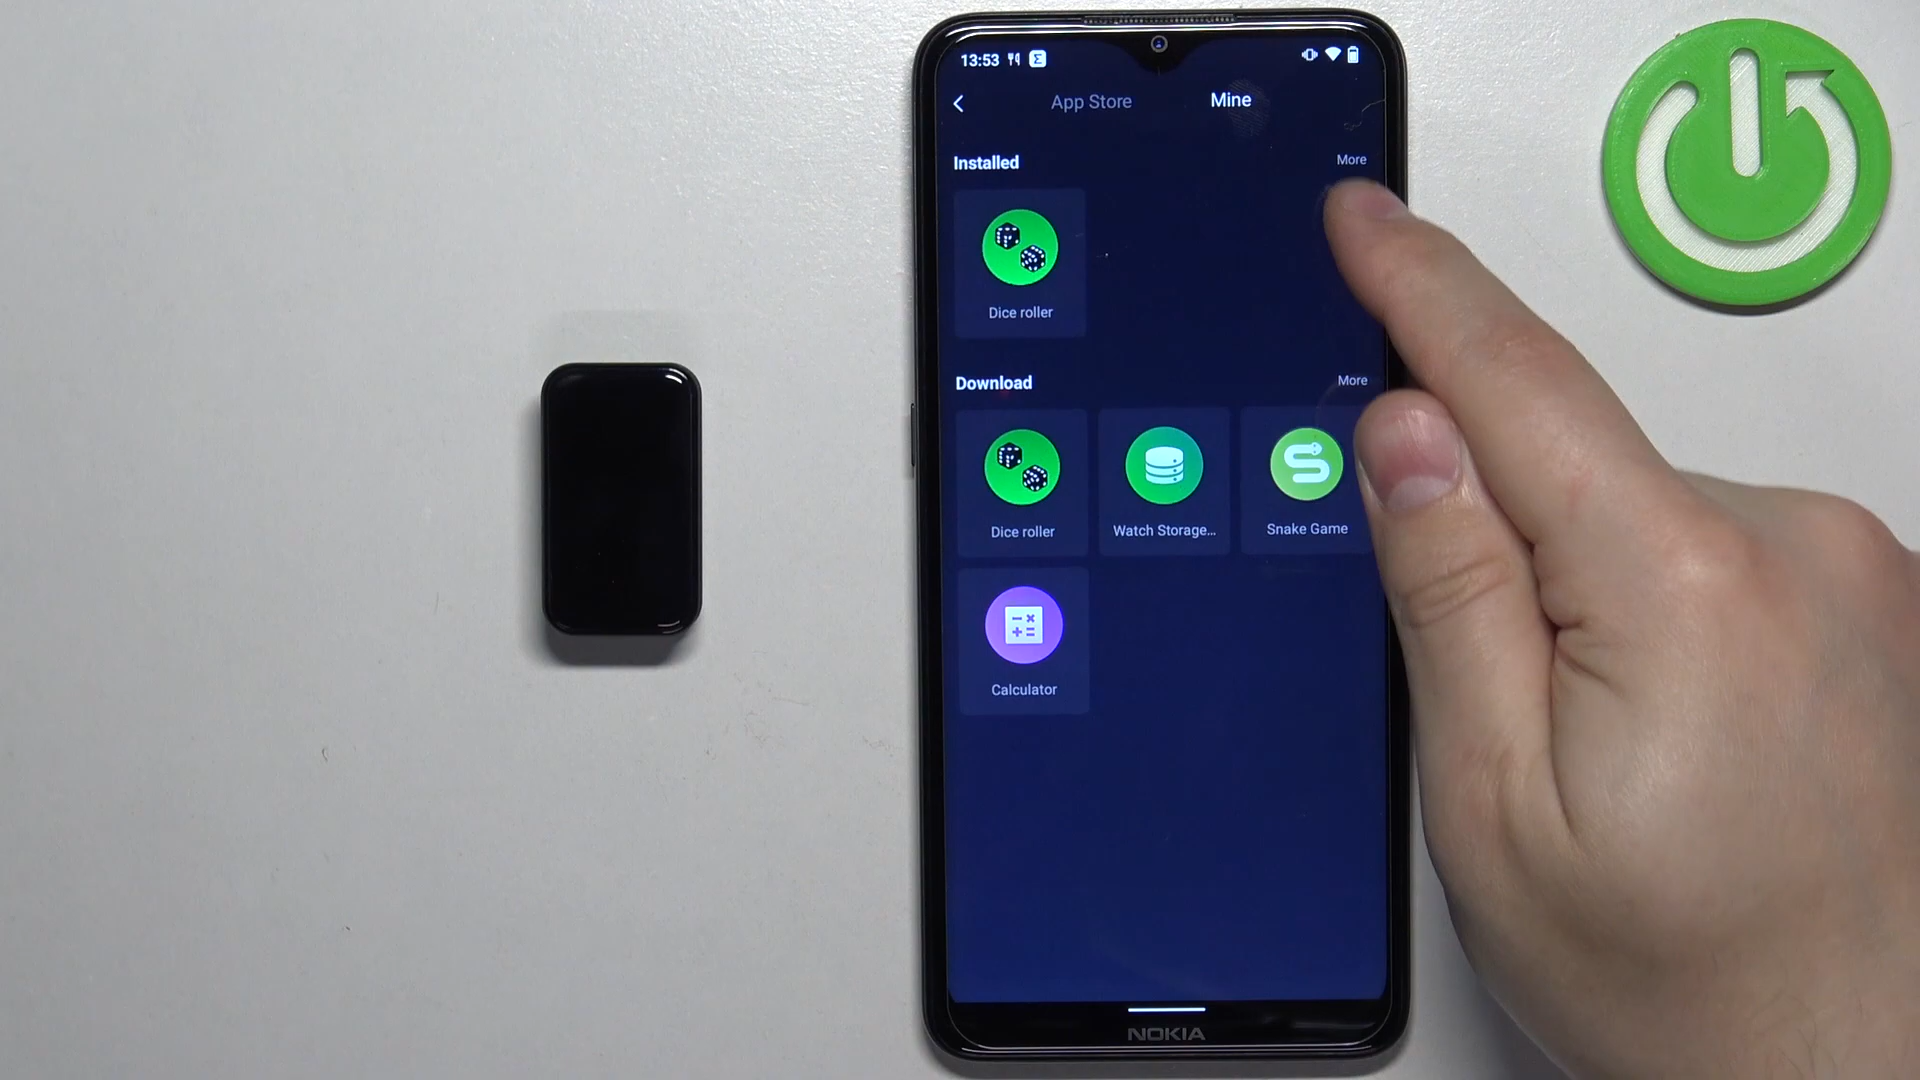 13:53
App Store Mine
Installed More
Dice roller
Download More
Dice roller Watch Storage... Snake Game
Calculator
NOKIA